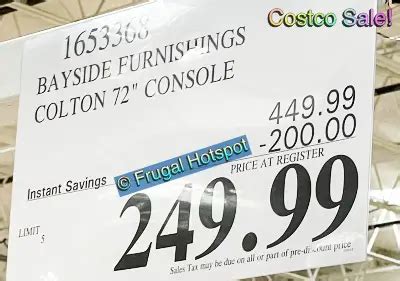 Costco Sale!
1653368
BAYSIDE FURNISHINGS
COLTON 72" CONSOLE
449.99
Instant Savings © Frugal Hotspot -200.00
PRICE AT REGISTER
249.99
LIMIT
5
Sales Tax may be due on all or part of pre-discount price